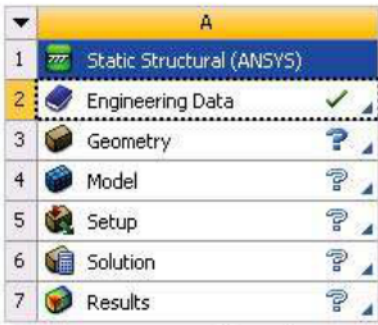 A
1 Static Structural (ANSYS)
2 Engineering Data
3 Geometry ?
4 Model ?
5 Setup ?
6 Solution ?
7 Results ?